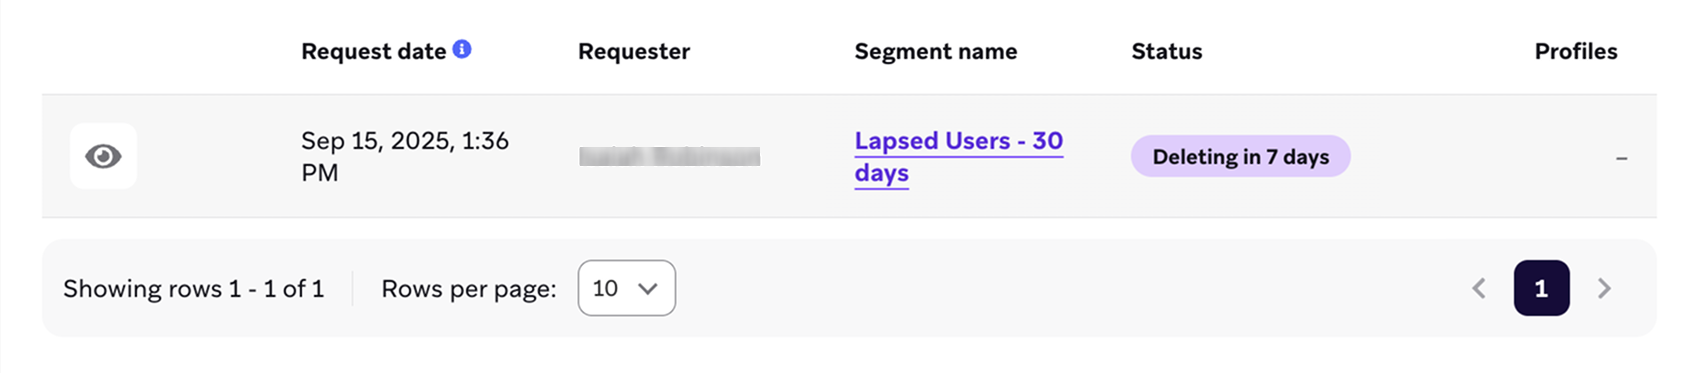 Request date Requester Segment name Status Profiles
Sep 15, 2025, 1:36
PM
Lapsed Users - 30
days
Deleting in 7 days
–
Showing rows 1 - 1 of 1 Rows per page: 10 1